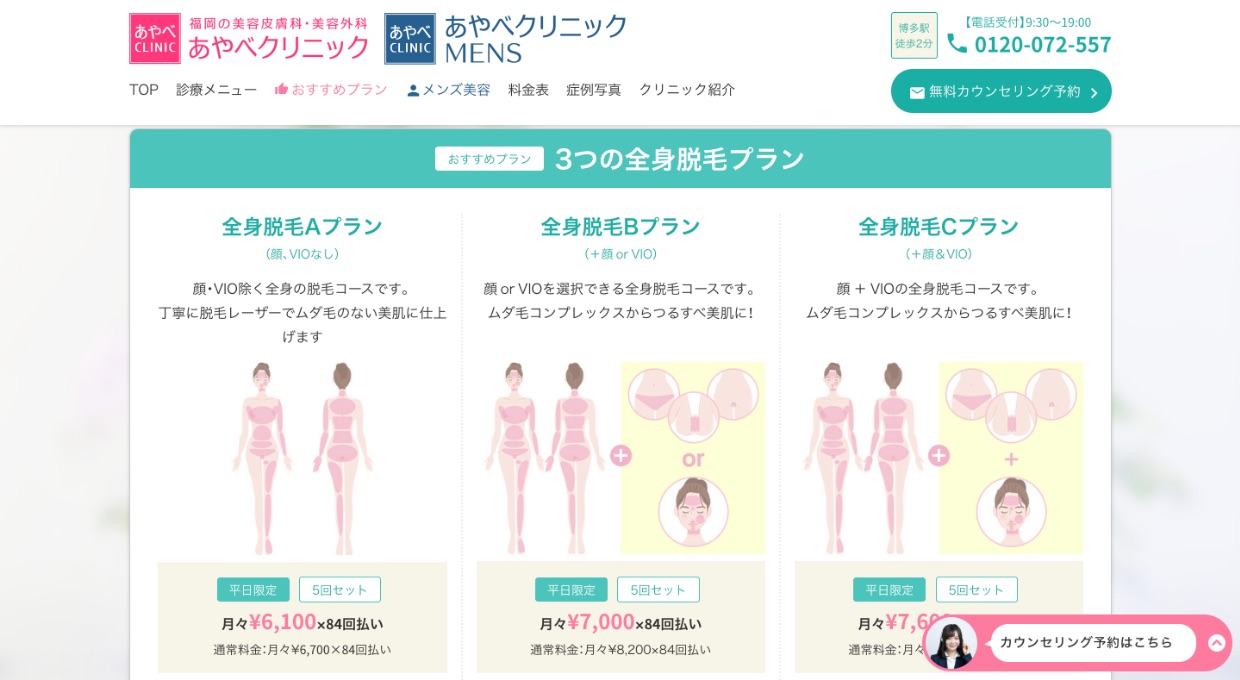 あやべ
CLINIC
福岡の美容皮膚科・美容外科
あやべクリニック
あやべ
CLINIC
あやべクリニック
MENS
博多駅
徒歩2分
【電話受付】9:30～19:00
0120-072-557
TOP 診療メニュー おすすめプラン メンズ美容 料金表 症例写真 クリニック紹介
無料カウンセリング予約
おすすめプラン 3つの全身脱毛プラン
全身脱毛Aプラン
（顔、VIOなし）
顔・VIO除く全身の脱毛コースです。
丁寧に脱毛レーザーでムダ毛のない美肌に仕上
げます
平日限定 5回セット
月々¥6,100×84回払い
通常料金：月々¥6,700×84回払い
全身脱毛Bプラン
（＋顔 or VIO）
顔 or VIOを選択できる全身脱毛コースです。
ムダ毛コンプレックスからつるすべ美肌に！
or
平日限定 5回セット
月々¥7,000×84回払い
通常料金：月々¥8,200×84回払い
全身脱毛Cプラン
（＋顔＆VIO）
顔 + VIOの全身脱毛コースです。
ムダ毛コンプレックスからつるすべ美肌に！
+
平日限定 5回セット
月々¥7,60
通常料金：月々
カウンセリング予約はこちら